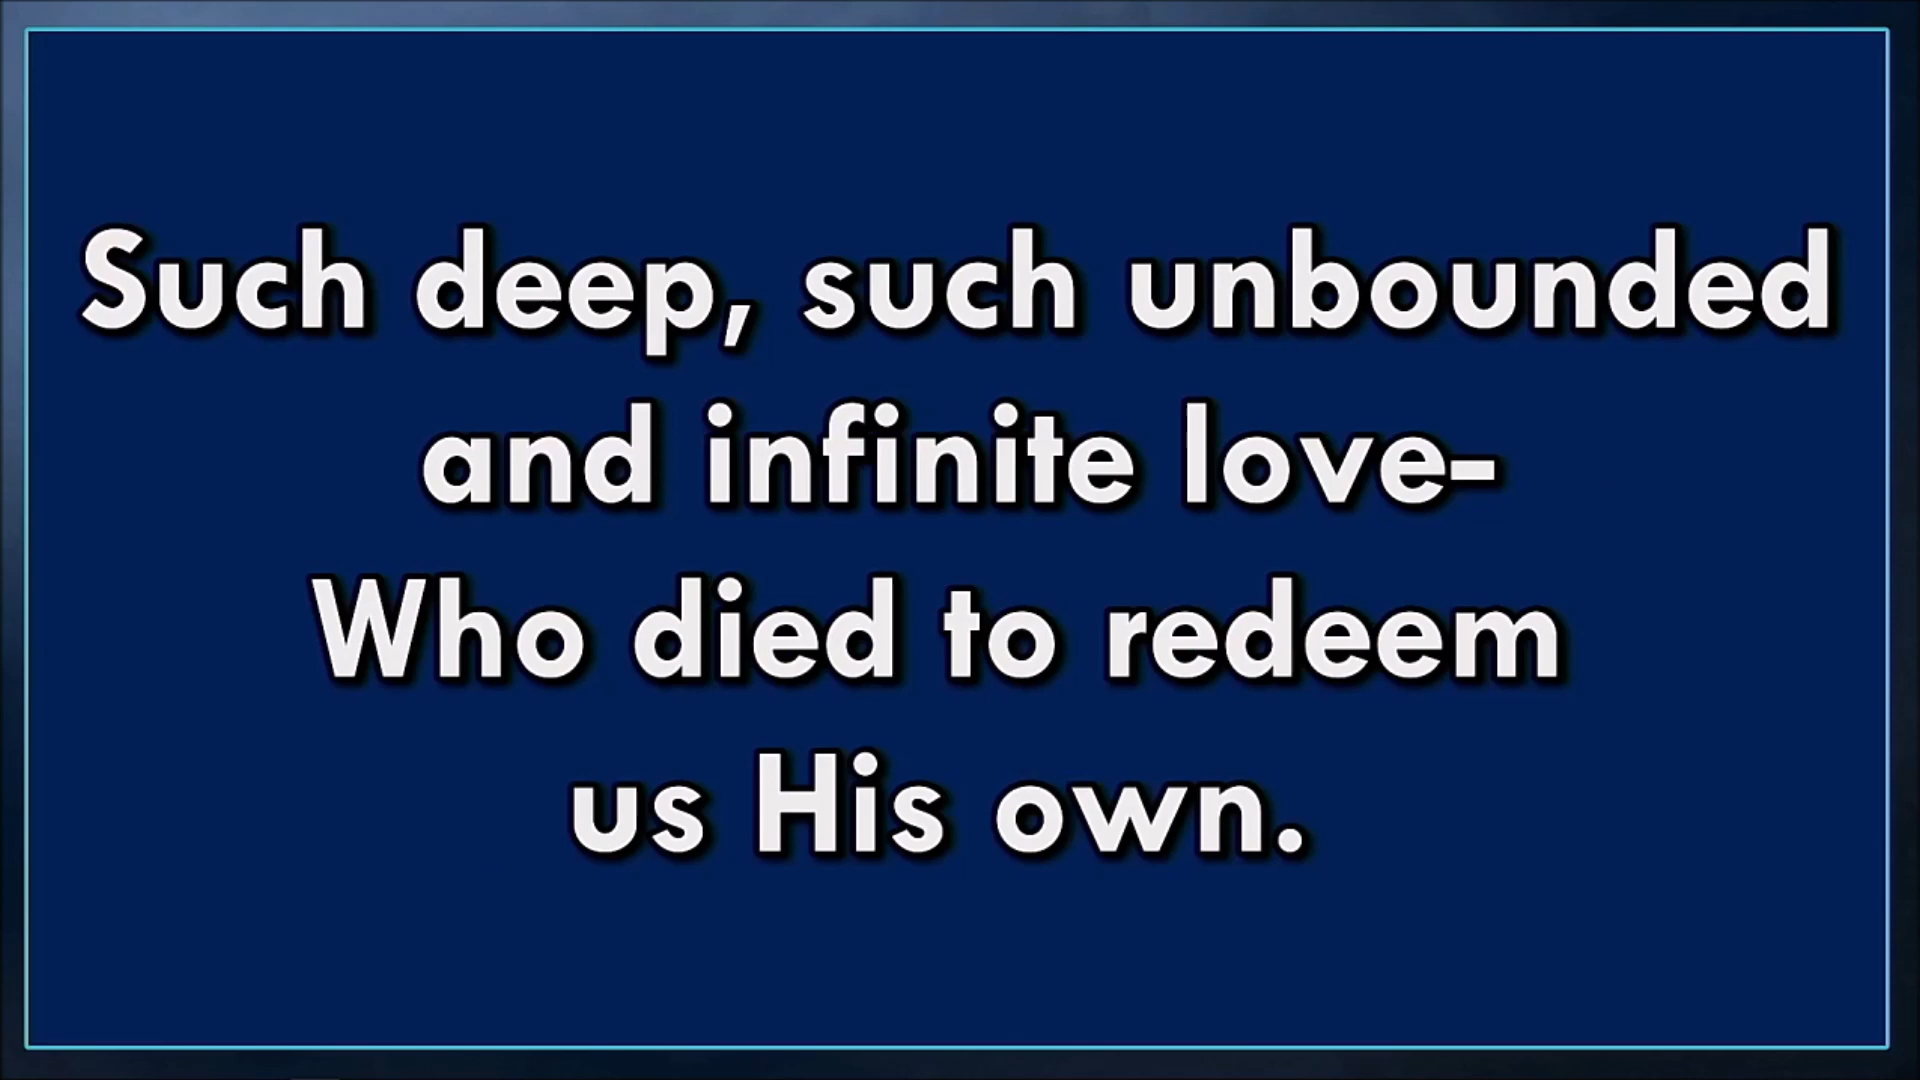 Such deep, such unbounded
and infinite love-
Who died to redeem
us His own.